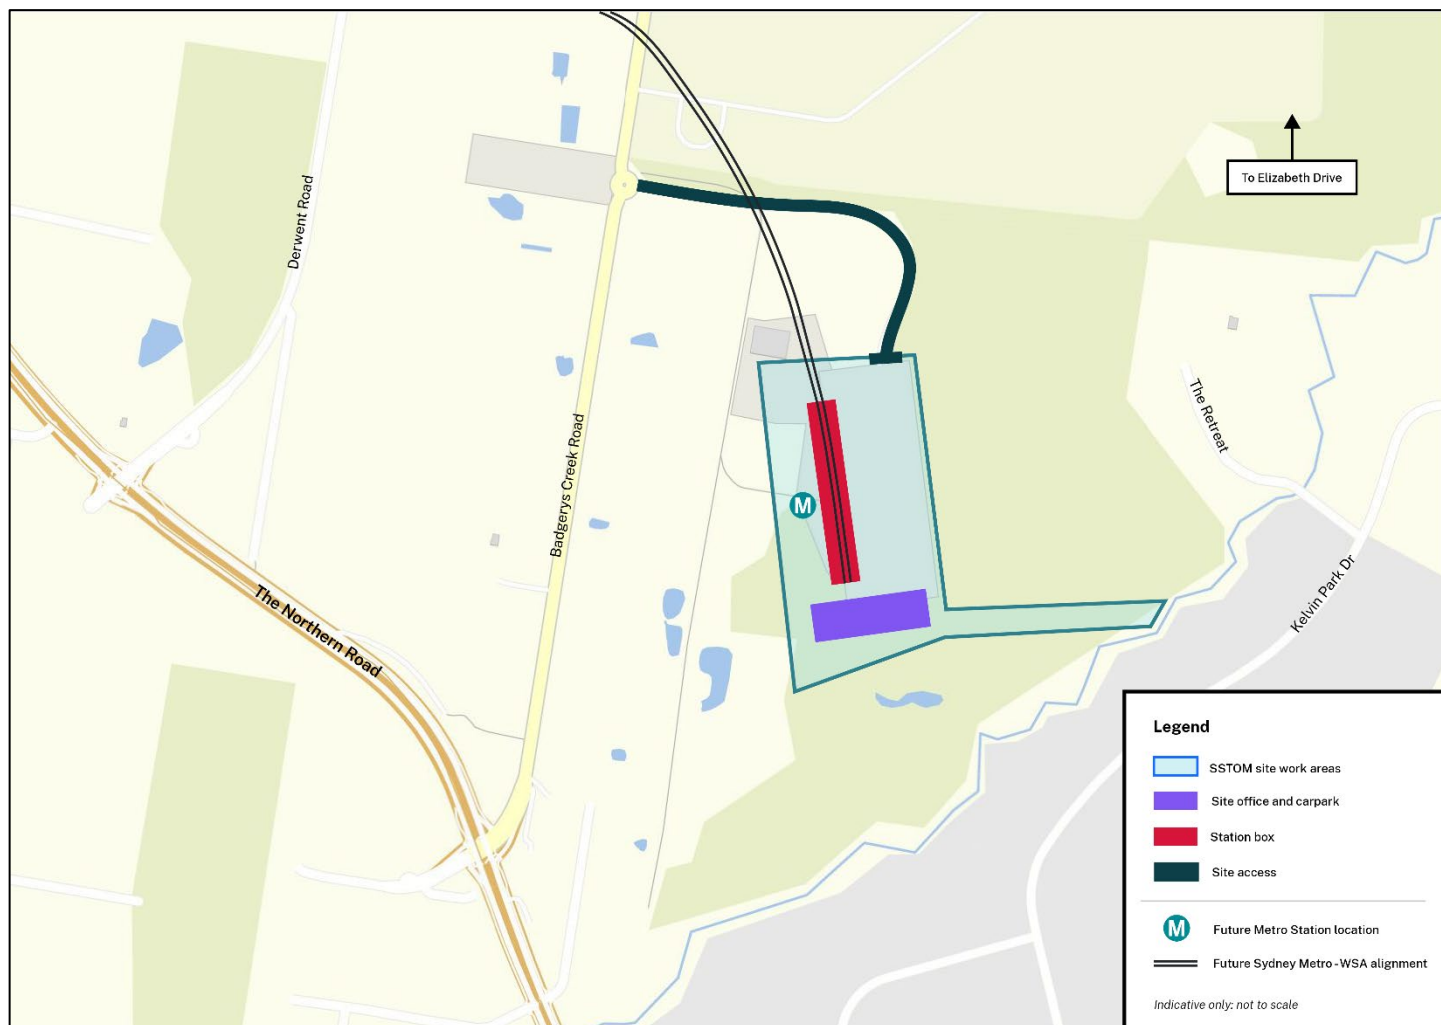 To Elizabeth Drive
Derwent Road
The Retreat
Badgerys Creek Road
M
Kelvin Park Dr
The Northern Road
Legend
SSTOM site work areas
Site office and carpark
Station box
Site access
M
Future Metro Station location
Future Sydney Metro - WSA alignment
Indicative only: not to scale